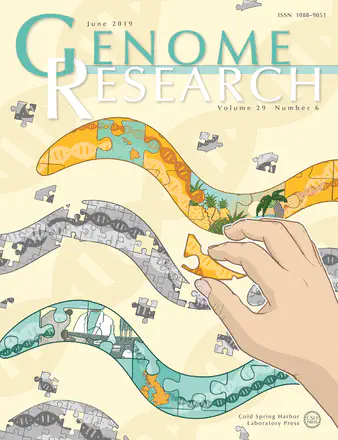 June 2019
ISSN 1088-9051
GENOME
RESEARCH
Volume 29 Number 6
Cold Spring Harbor
Laboratory Press